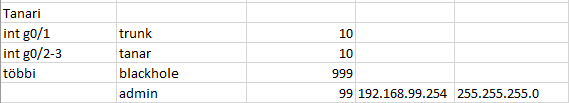 Tanari
int g0/1 trunk 10
int g0/2-3 tanar 10
többi blackhole 999
admin 99 192.168.99.254 255.255.255.0